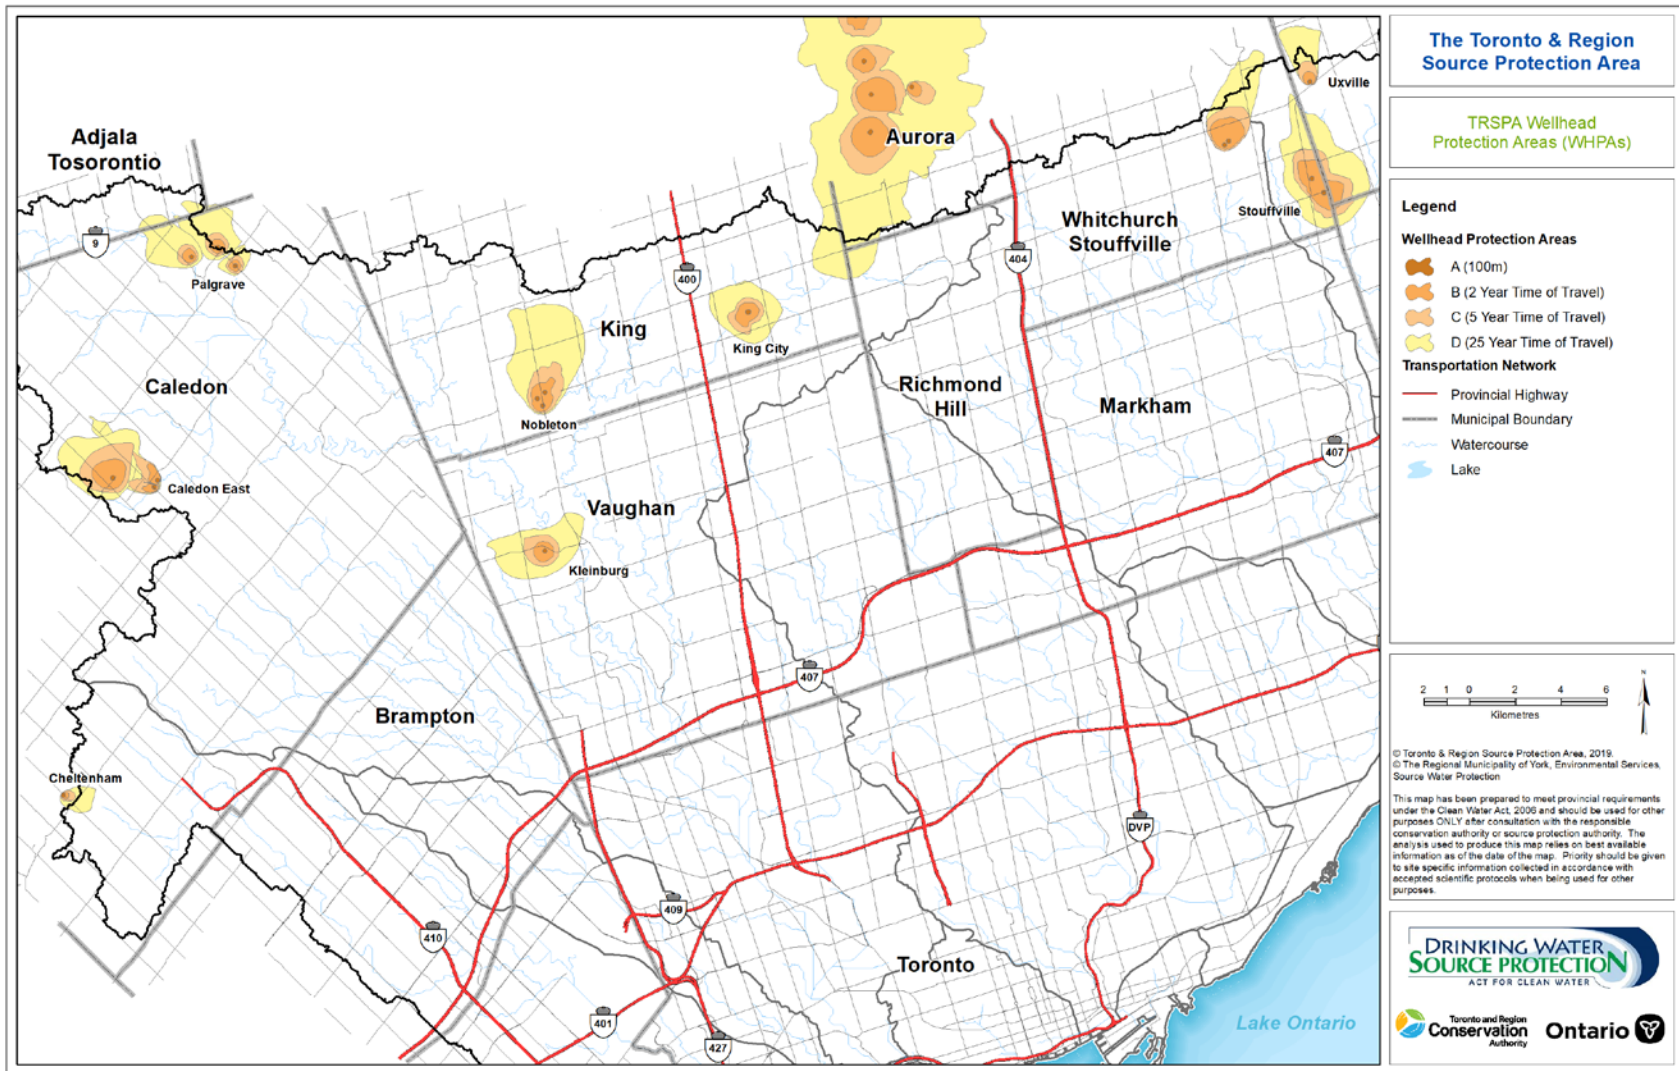 The Toronto & Region
Source Protection Area
TRSPA Wellhead
Protection Areas (WHPAs)
Legend
Wellhead Protection Areas
A (100m)
B (2 Year Time of Travel)
C (5 Year Time of Travel)
D (25 Year Time of Travel)
Transportation Network
Provincial Highway
Municipal Boundary
Watercourse
Lake
2 1 0 2 4 6
Kilometres
N
© Toronto & Region Source Protection Area, 2019.
© The Regional Municipality of York, Environmental Services,
Source Water Protection
This map has been prepared to meet provincial requirements
under the Clean Water Act, 2006 and should be used for other
purposes ONLY after consultation with the responsible
conservation authority or source protection authority. The
analysis used to produce this map relies on best available
information as of the date of the map. Priority should be given
to site specific information collected in accordance with
accepted scientific protocols when being used for other
purposes.
DRINKING WATER
SOURCE PROTECTION
ACT FOR CLEAN WATER
Toronto and Region
Conservation
Authority
Ontario
Adjala
Tosorontio
Aurora
Uxville
9
Palgrave
Whitchurch
Stouffville
Stouffville
400
404
King
King City
Caledon
Richmond
Hill
Markham
Nobleton
407
Caledon East
Vaughan
Kleinburg
407
Brampton
Cheltenham
DVP
409
410
Toronto
401
427
Lake Ontario